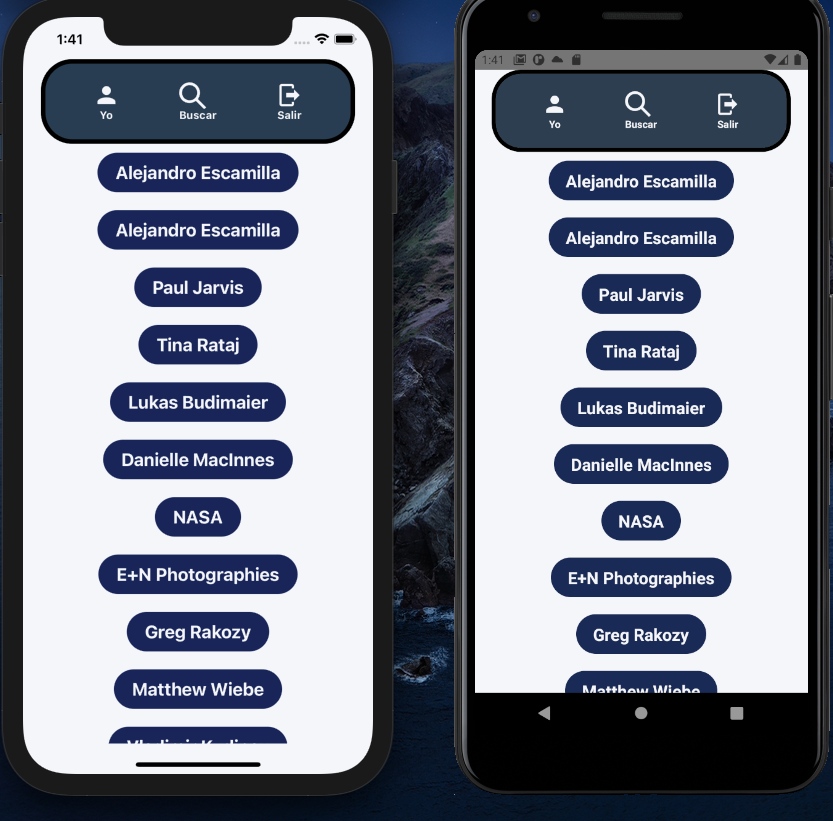 1:41
Yo
Buscar
Salir
Alejandro Escamilla
Alejandro Escamilla
Paul Jarvis
Tina Rataj
Lukas Budimaier
Danielle MacInnes
NASA
E+N Photographies
Greg Rakozy
Matthew Wiebe
1:41
Yo
Buscar
Salir
Alejandro Escamilla
Alejandro Escamilla
Paul Jarvis
Tina Rataj
Lukas Budimaier
Danielle MacInnes
NASA
E+N Photographies
Greg Rakozy
Matthew Wiebe